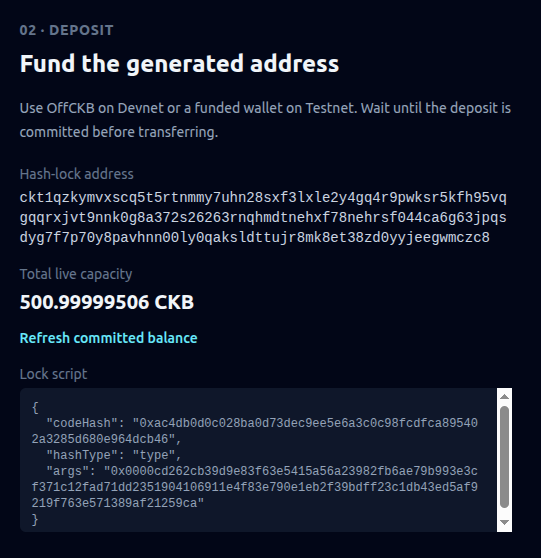 02 · DEPOSIT
Fund the generated address
Use OffCKB on Devnet or a funded wallet on Testnet. Wait until the deposit is
committed before transferring.
Hash-lock address
ckt1qzkymvxscq5t5rtnmmy7uhn28sxf3lxle2y4gq4r9pwksr5kfh95vq
gqqrxjvt9nnk0g8a372s26263rnqhmdtnehxf78nehrsf044ca6g63jpqs
dyg7f7p70y8pavhnn00ly0qaksldttujr8mk8et38zd0yyjeegwmczc8
Total live capacity
500.99999506 CKB
Refresh committed balance
Lock script
{
"codeHash": "0xac4db0d0c028ba0d73dec9ee5e6a3c0c98fcdfca89540
2a3285d680e964dcb46",
"hashType": "type",
"args": "0x0000cd262cb39d9e83f63e5415a56a23982fb6ae79b993e3c
f371c12fad71dd2351904106911e4f83e790e1eb2f39bdff23c1db43ed5af9
219f763e571389af21259ca"
}